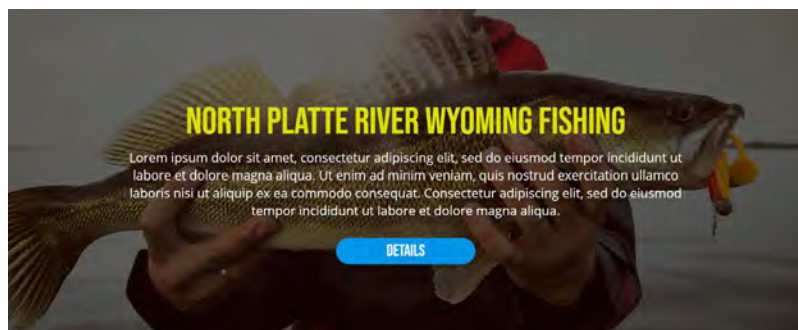 NORTH PLATTE RIVER WYOMING FISHING
Lorem ipsum dolor sit amet, consectetur adipiscing elit, sed do eiusmod tempor incididunt ut
labore et dolore magna aliqua. Ut enim ad minim veniam, quis nostrud exercitation ullamco
laboris nisi ut aliquip ex ea commodo consequat. Consectetur adipiscing elit, sed do eiusmod
tempor incididunt ut labore et dolore magna aliqua.
DETAILS